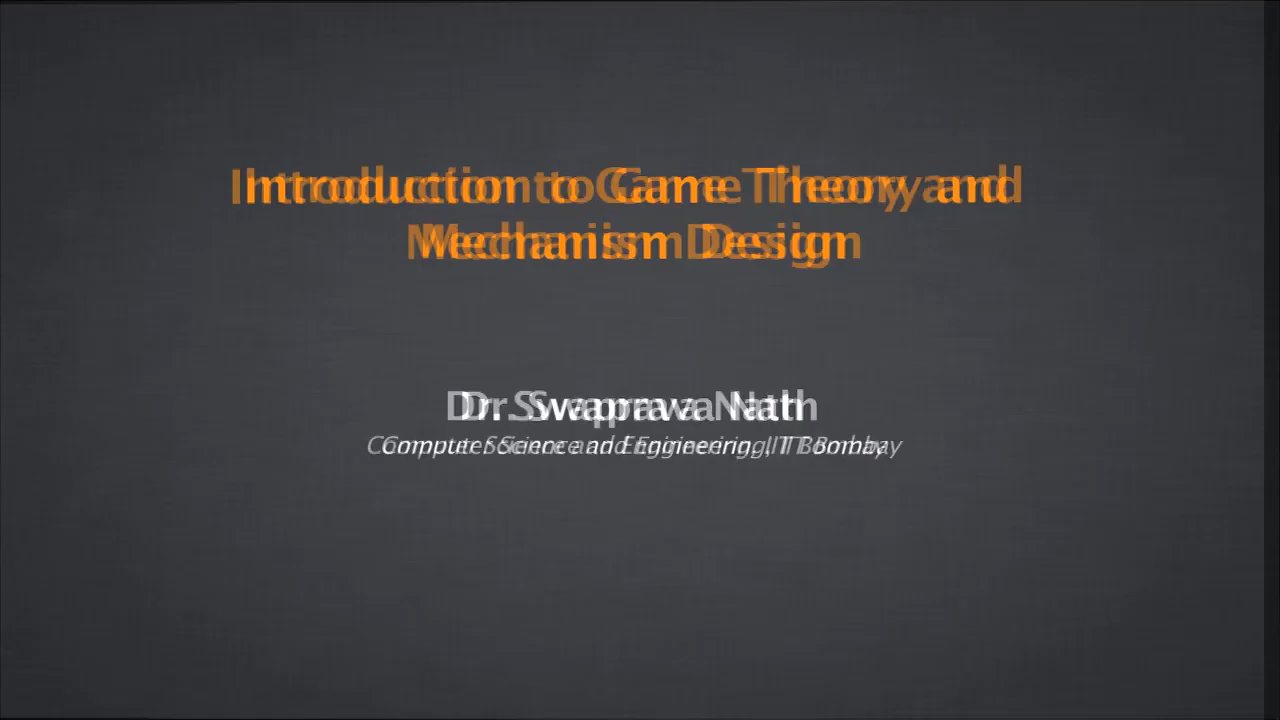 Introduction to Game Theory and
Mechanism Design
Dr. Swaprava Nath
Computer Science and Engineering, IIT Bombay